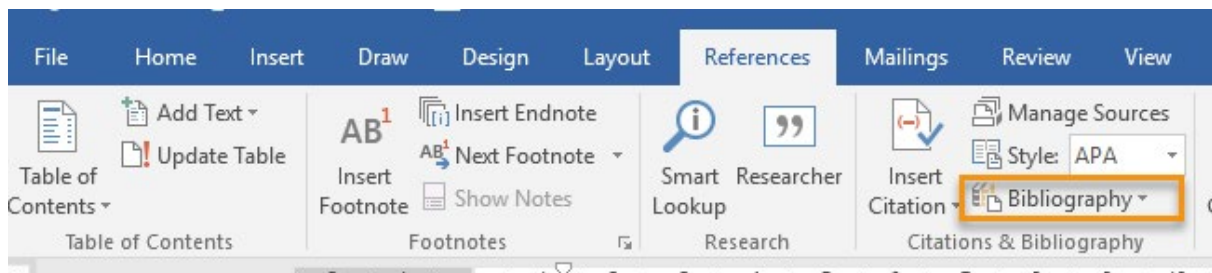 File Home Insert Draw Design Layout References Mailings Review View
Table of
Contents
Add Text
Update Table
Table of Contents
AB1
Insert
Footnote
Insert Endnote
Next Footnote
Show Notes
Footnotes
Smart
Lookup
Researcher
Research
Insert
Citation
Manage Sources
Style: APA
Bibliography
Citations & Bibliography